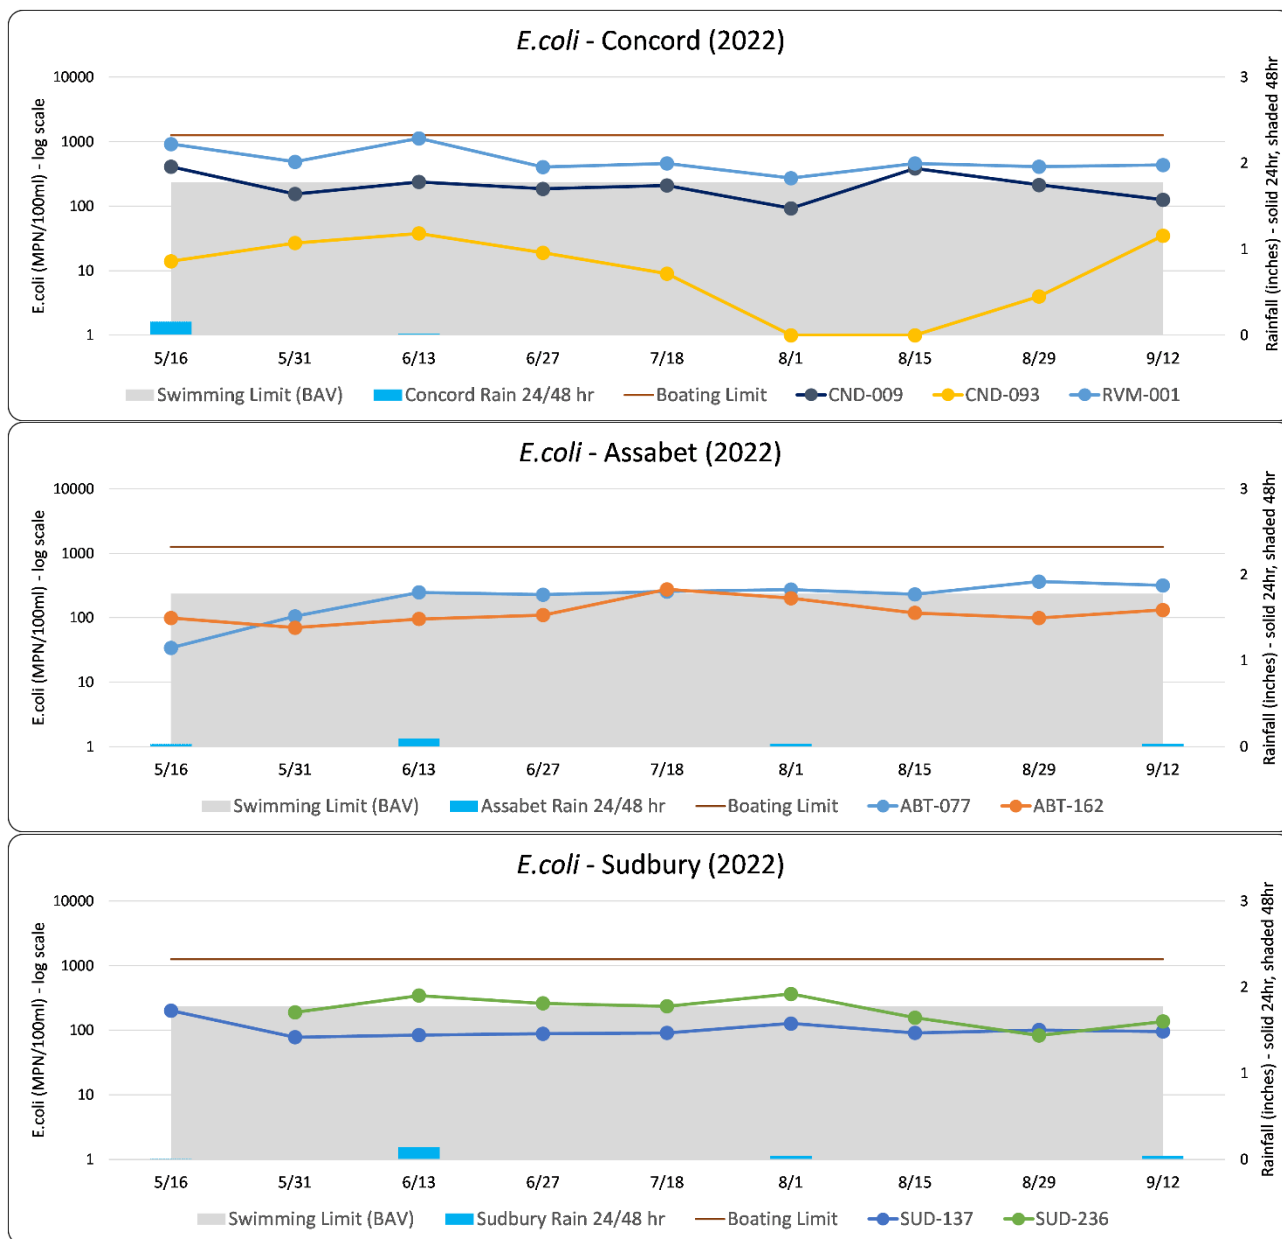 E.coli - Concord (2022)
E.coli (MPN/100ml) - log scale
10000
1000
100
10
1
3
2
1
0
Rainfall (inches) - solid 24hr, shaded 48hr
5/16 5/31 6/13 6/27 7/18 8/1 8/15 8/29 9/12
Swimming Limit (BAV) Concord Rain 24/48 hr Boating Limit CND-009 CND-093 RVM-001
E.coli - Assabet (2022)
E.coli (MPN/100ml) - log scale
10000
1000
100
10
1
3
2
1
0
Rainfall (inches) - solid 24hr, shaded 48hr
5/16 5/31 6/13 6/27 7/18 8/1 8/15 8/29 9/12
Swimming Limit (BAV) Assabet Rain 24/48 hr Boating Limit ABT-077 ABT-162
E.coli - Sudbury (2022)
E.coli (MPN/100ml) - log scale
10000
1000
100
10
1
3
2
1
0
Rainfall (inches) - solid 24hr, shaded 48hr
5/16 5/31 6/13 6/27 7/18 8/1 8/15 8/29 9/12
Swimming Limit (BAV) Sudbury Rain 24/48 hr Boating Limit SUD-137 SUD-236